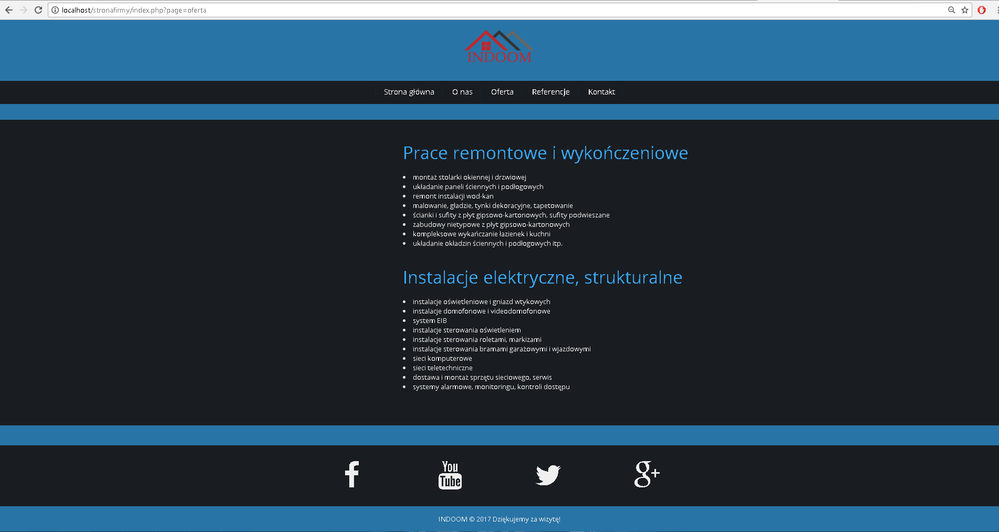 localhost/stronafirmy/index.php?page=oferta
INDOOM
Strona główna O nas Oferta Referencje Kontakt
Prace remontowe i wykończeniowe
montaż stolarki okiennej i drzwiowej
układanie paneli ściennych i podłogowych
remont instalacji wod-kan
malowanie, gładzie, tynki dekoracyjne, tapetowanie
ścianki i sufity z płyt gipsowo-kartonowych, sufity podwieszane
zabudowy nietypowe z płyt gipsowo-kartonowych
kompleksowe wykańczanie łazienek i kuchni
układanie okładzin ściennych i podłogowych itp.
Instalacje elektryczne, strukturalne
instalacje oświetleniowe i gniazd wtykowych
instalacje domofonowe i videodomofonowe
system EIB
instalacje sterowania oświetleniem
instalacje sterowania roletami, markizami
instalacje sterowania bramami garażowymi i wjazdowymi
sieci komputerowe
sieci teletechniczne
dostawa i montaż sprzętu sieciowego, serwis
systemy alarmowe, monitoringu, kontroli dostępu
You
Tube
g+
INDOOM © 2017 Dziękujemy za wizytę!